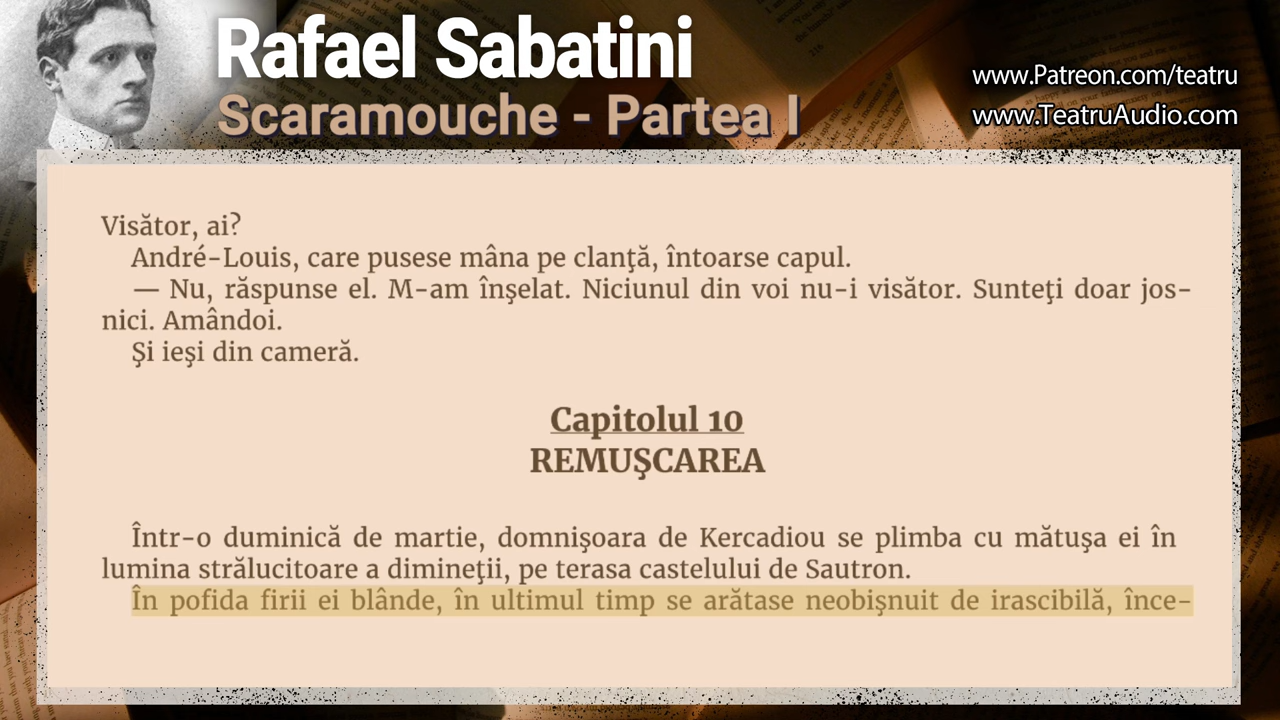 Rafael Sabatini
Scaramouche - Partea I
www.Patreon.com/teatru
www.TeatruAudio.com
Visător, ai?
André-Louis, care pusese mâna pe clanţă, întoarse capul.
— Nu, răspunse el. M-am înşelat. Niciunul din voi nu-i visător. Sunteţi doar jos-
nici. Amândoi.
Şi ieşi din cameră.
Capitolul 10
REMUŞCAREA
Într-o duminică de martie, domnişoara de Kercadiou se plimba cu mătuşa ei în
lumina strălucitoare a dimineţii, pe terasa castelului de Sautron.
În pofida firii ei blânde, în ultimul timp se arătase neobişnuit de irascibilă, înce-